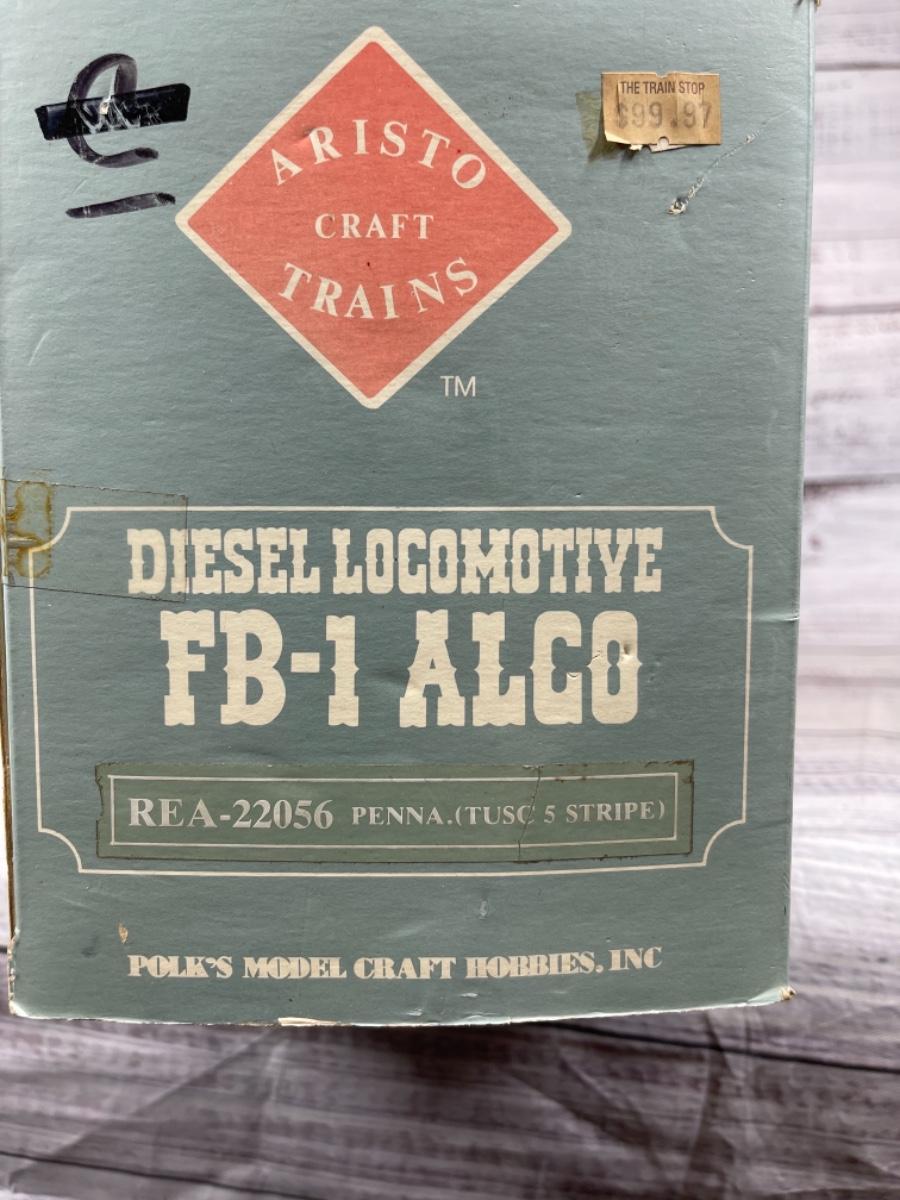 THE TRAIN STOP
$99.97
ARISTO
CRAFT
TRAINS
TM
DIESEL LOCOMOTIVE
FB-1 ALCO
REA-22056 PENNA.(TUSC 5 STRIPE)
POLK'S MODEL CRAFT HOBBIES, INC